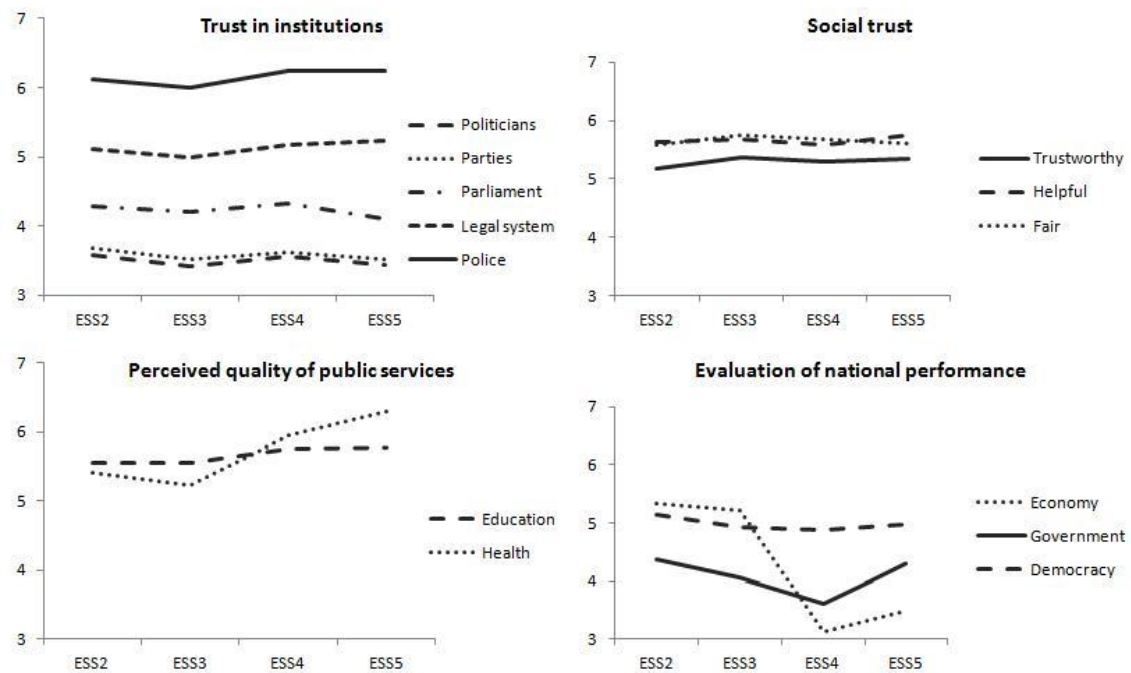 Trust in institutions
7
6
5
4
3
ESS2 ESS3 ESS4 ESS5
Politicians
Parties
Parliament
Legal system
Police
Social trust
7
6
5
4
3
ESS2 ESS3 ESS4 ESS5
Trustworthy
Helpful
Fair
Perceived quality of public services
7
6
5
4
3
ESS2 ESS3 ESS4 ESS5
Education
Health
Evaluation of national performance
7
6
5
4
3
ESS2 ESS3 ESS4 ESS5
Economy
Government
Democracy